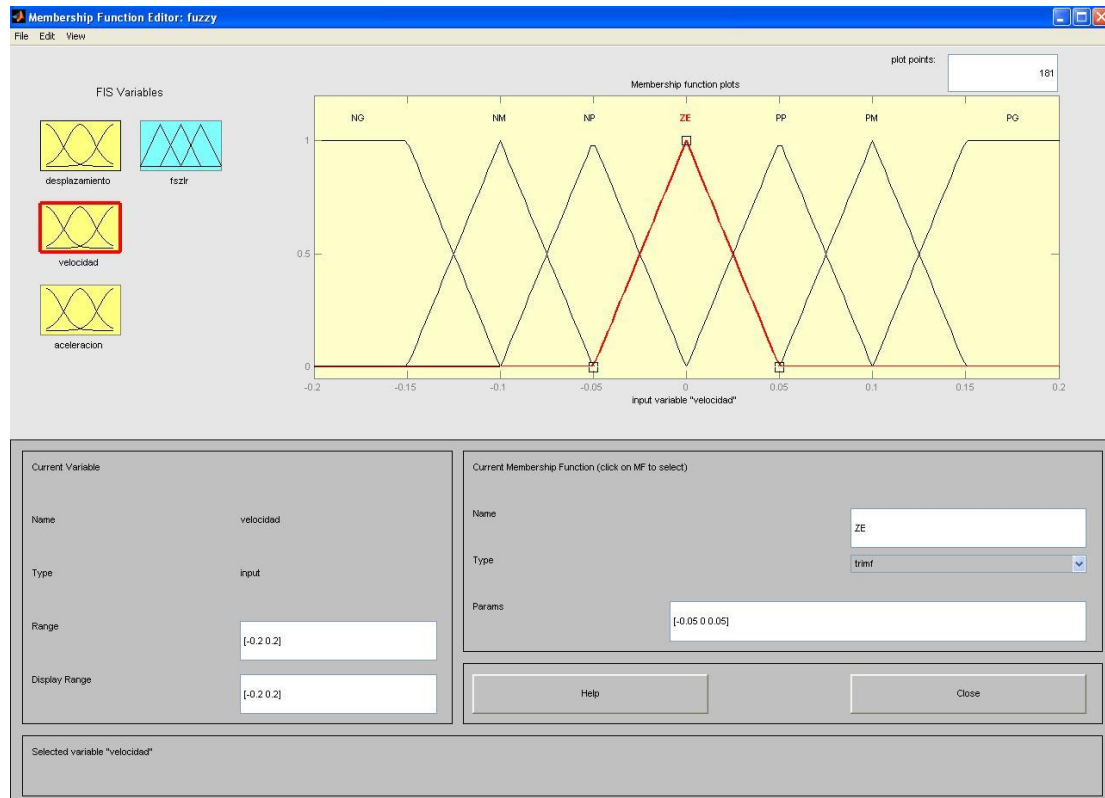 Membership Function Editor: fuzzy
File Edit View
plot points:
181
FIS Variables
Membership function plots
desplazamiento
fszlr
velocidad
aceleracion
NG NM NP ZE PP PM PG
1
0.5
0
-0.2 -0.15 -0.1 -0.05 0 0.05 0.1 0.15 0.2
input variable "velocidad"
Current Variable
Name velocidad
Type input
Range [-0.2 0.2]
Display Range [-0.2 0.2]
Current Membership Function (click on MF to select)
Name ZE
Type trimf
Params [-0.05 0 0.05]
Help Close
Selected variable "velocidad"